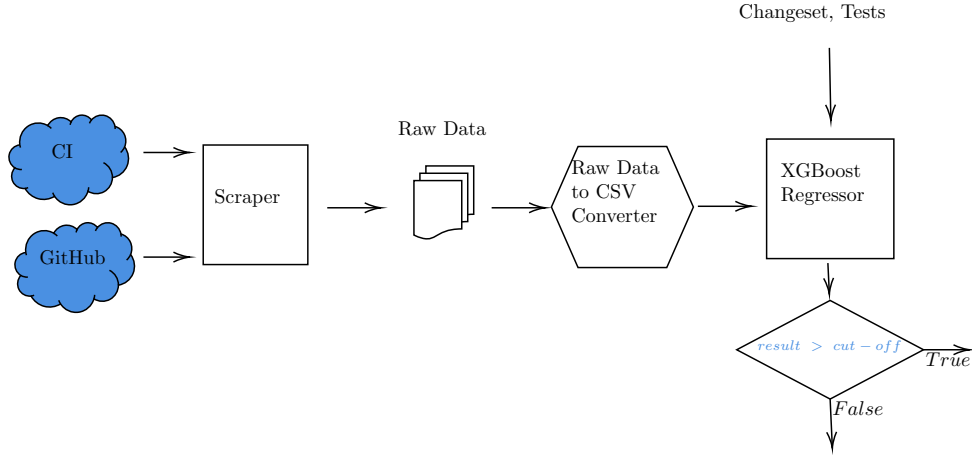 Changeset, Tests
CI
Scraper
GitHub
Raw Data
Raw Data
to CSV
Converter
XGBoost
Regressor
result > cut−off
True
False